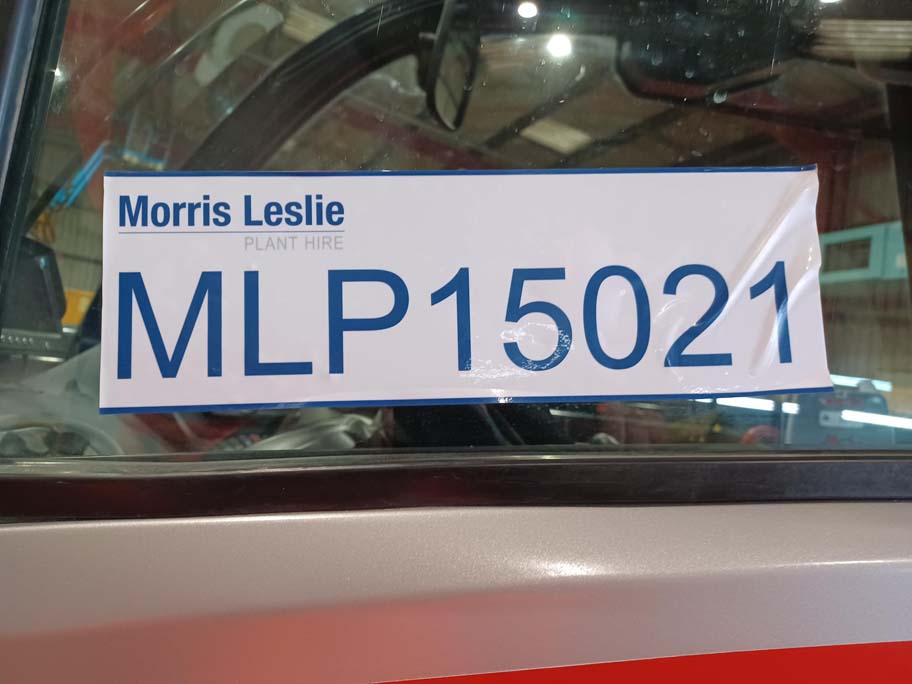 Morris Leslie
PLANT HIRE
MLP15021